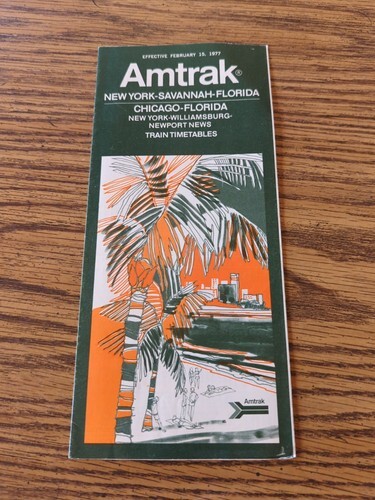 EFFECTIVE FEBRUARY 15, 1977
Amtrak®
NEW YORK-SAVANNAH-FLORIDA
CHICAGO-FLORIDA
NEW YORK-WILLIAMSBURG-
NEWPORT NEWS
TRAIN TIMETABLES
Amtrak